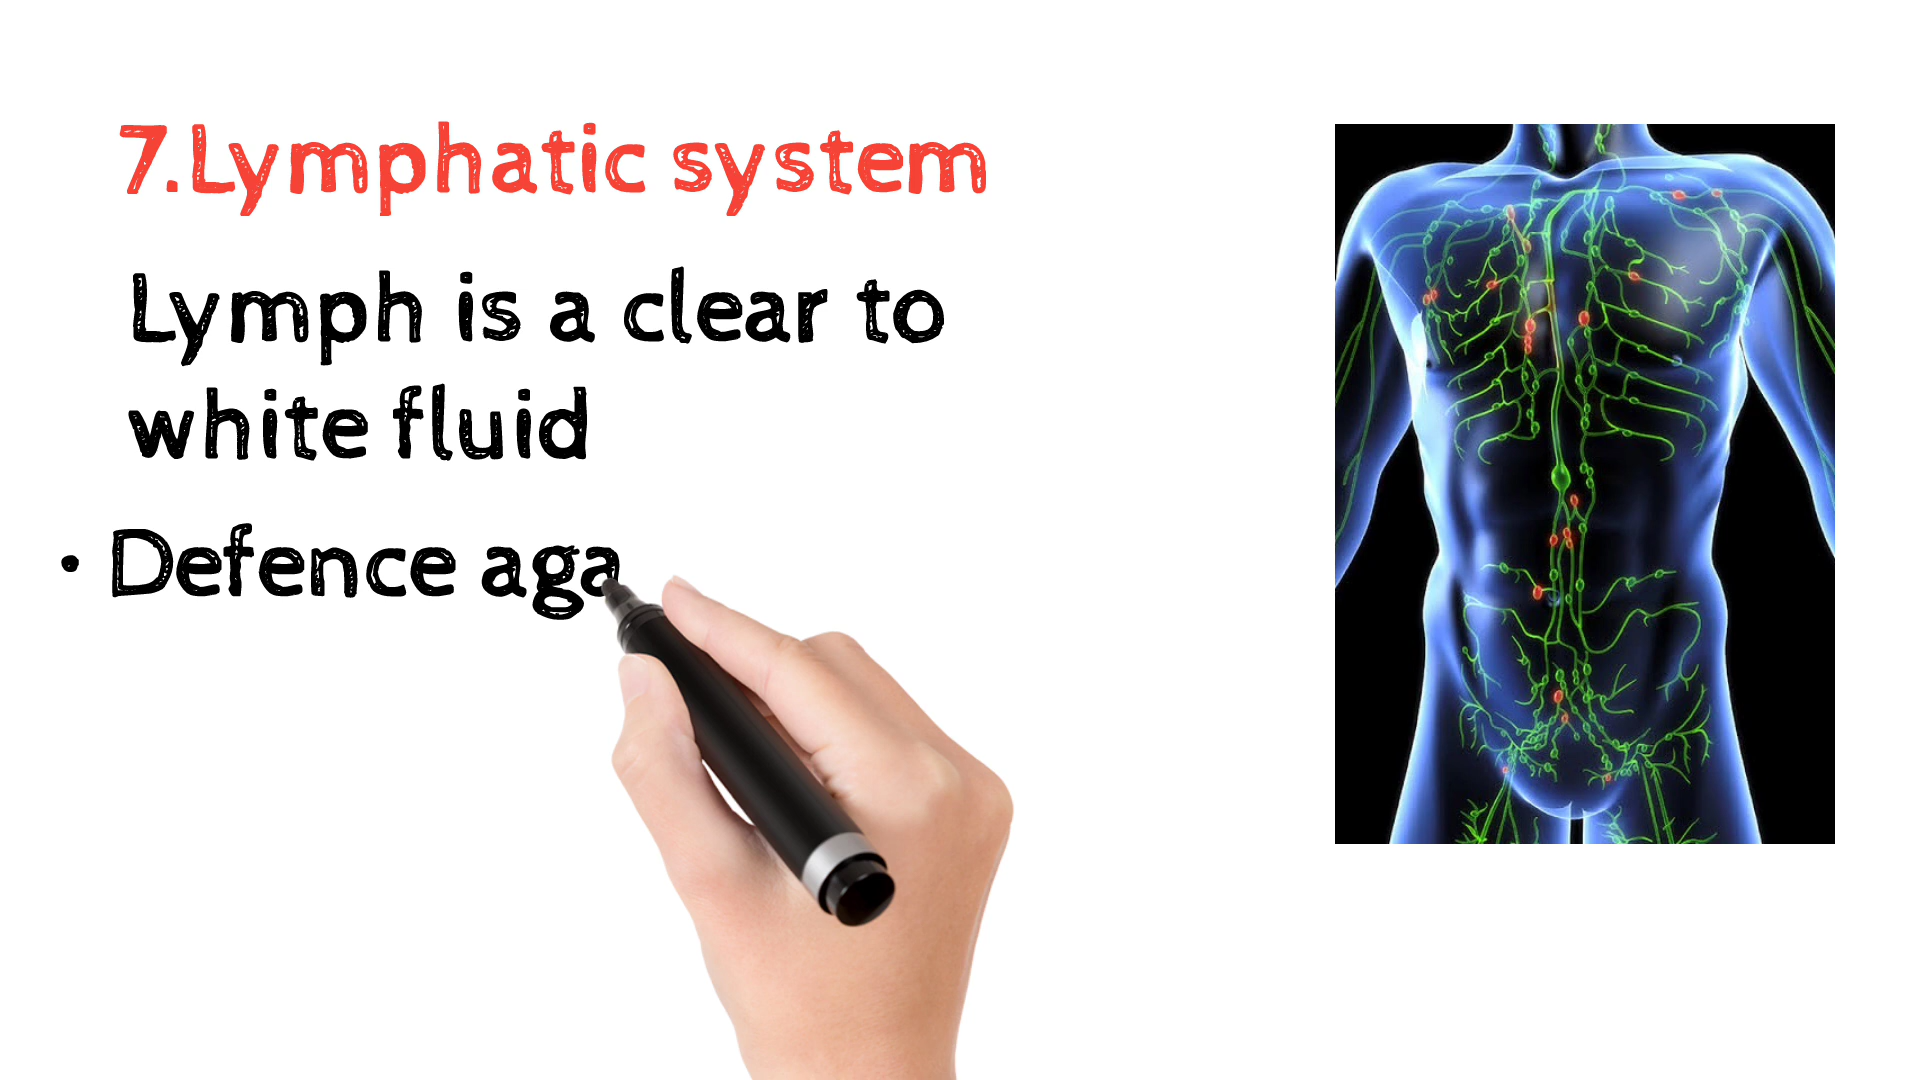 7.Lymphatic system
Lymph is a clear to
white fluid
• Defence aga